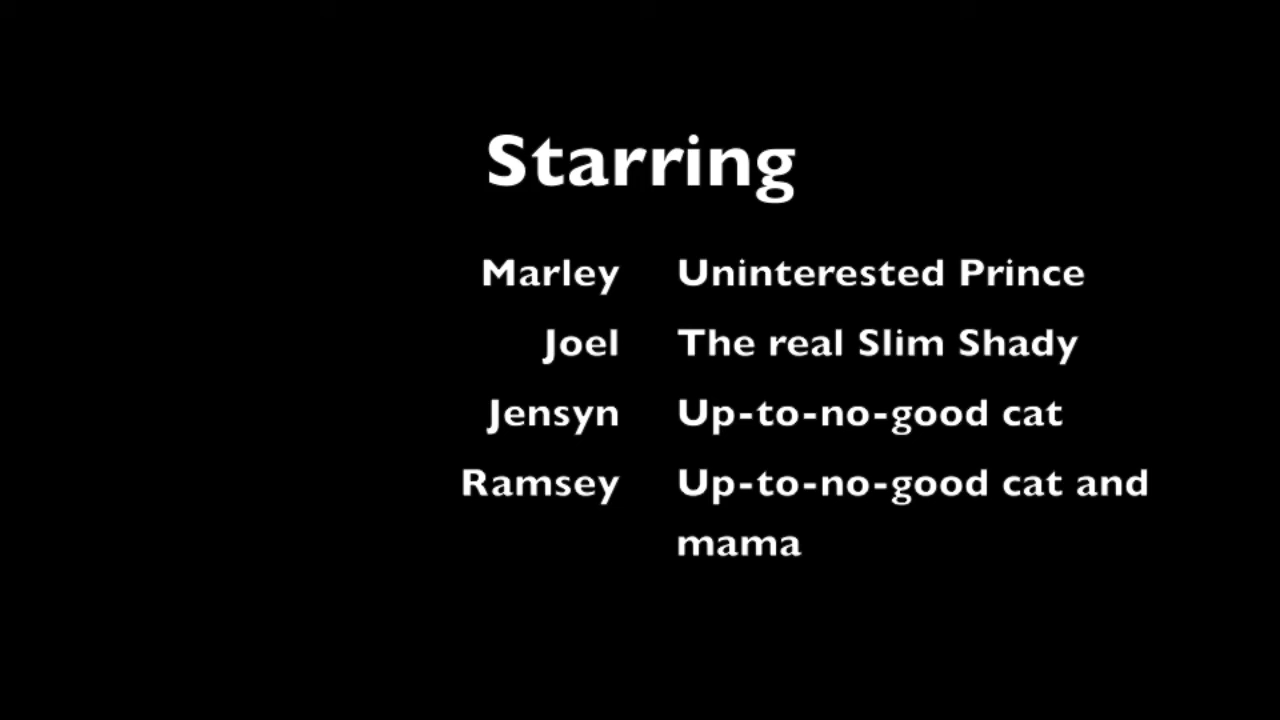 Starring
Marley Uninterested Prince
Joel The real Slim Shady
Jensyn Up-to-no-good cat
Ramsey Up-to-no-good cat and
mama